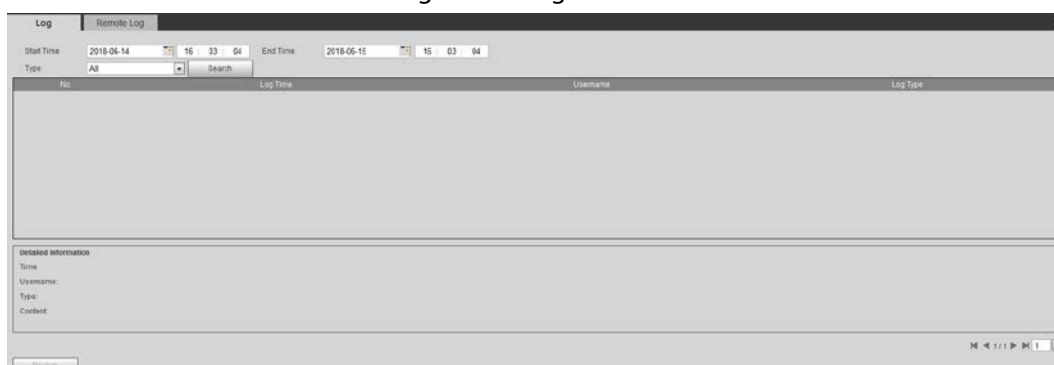 Log Remote Log
Start Time 2018-06-14 16 : 03 : 04 End Time 2018-06-15 16 : 03 : 04
Type All Search
No. Log Time Username Log Type
Detailed Information
Time
Username:
Type:
Content:
1 / 1 1